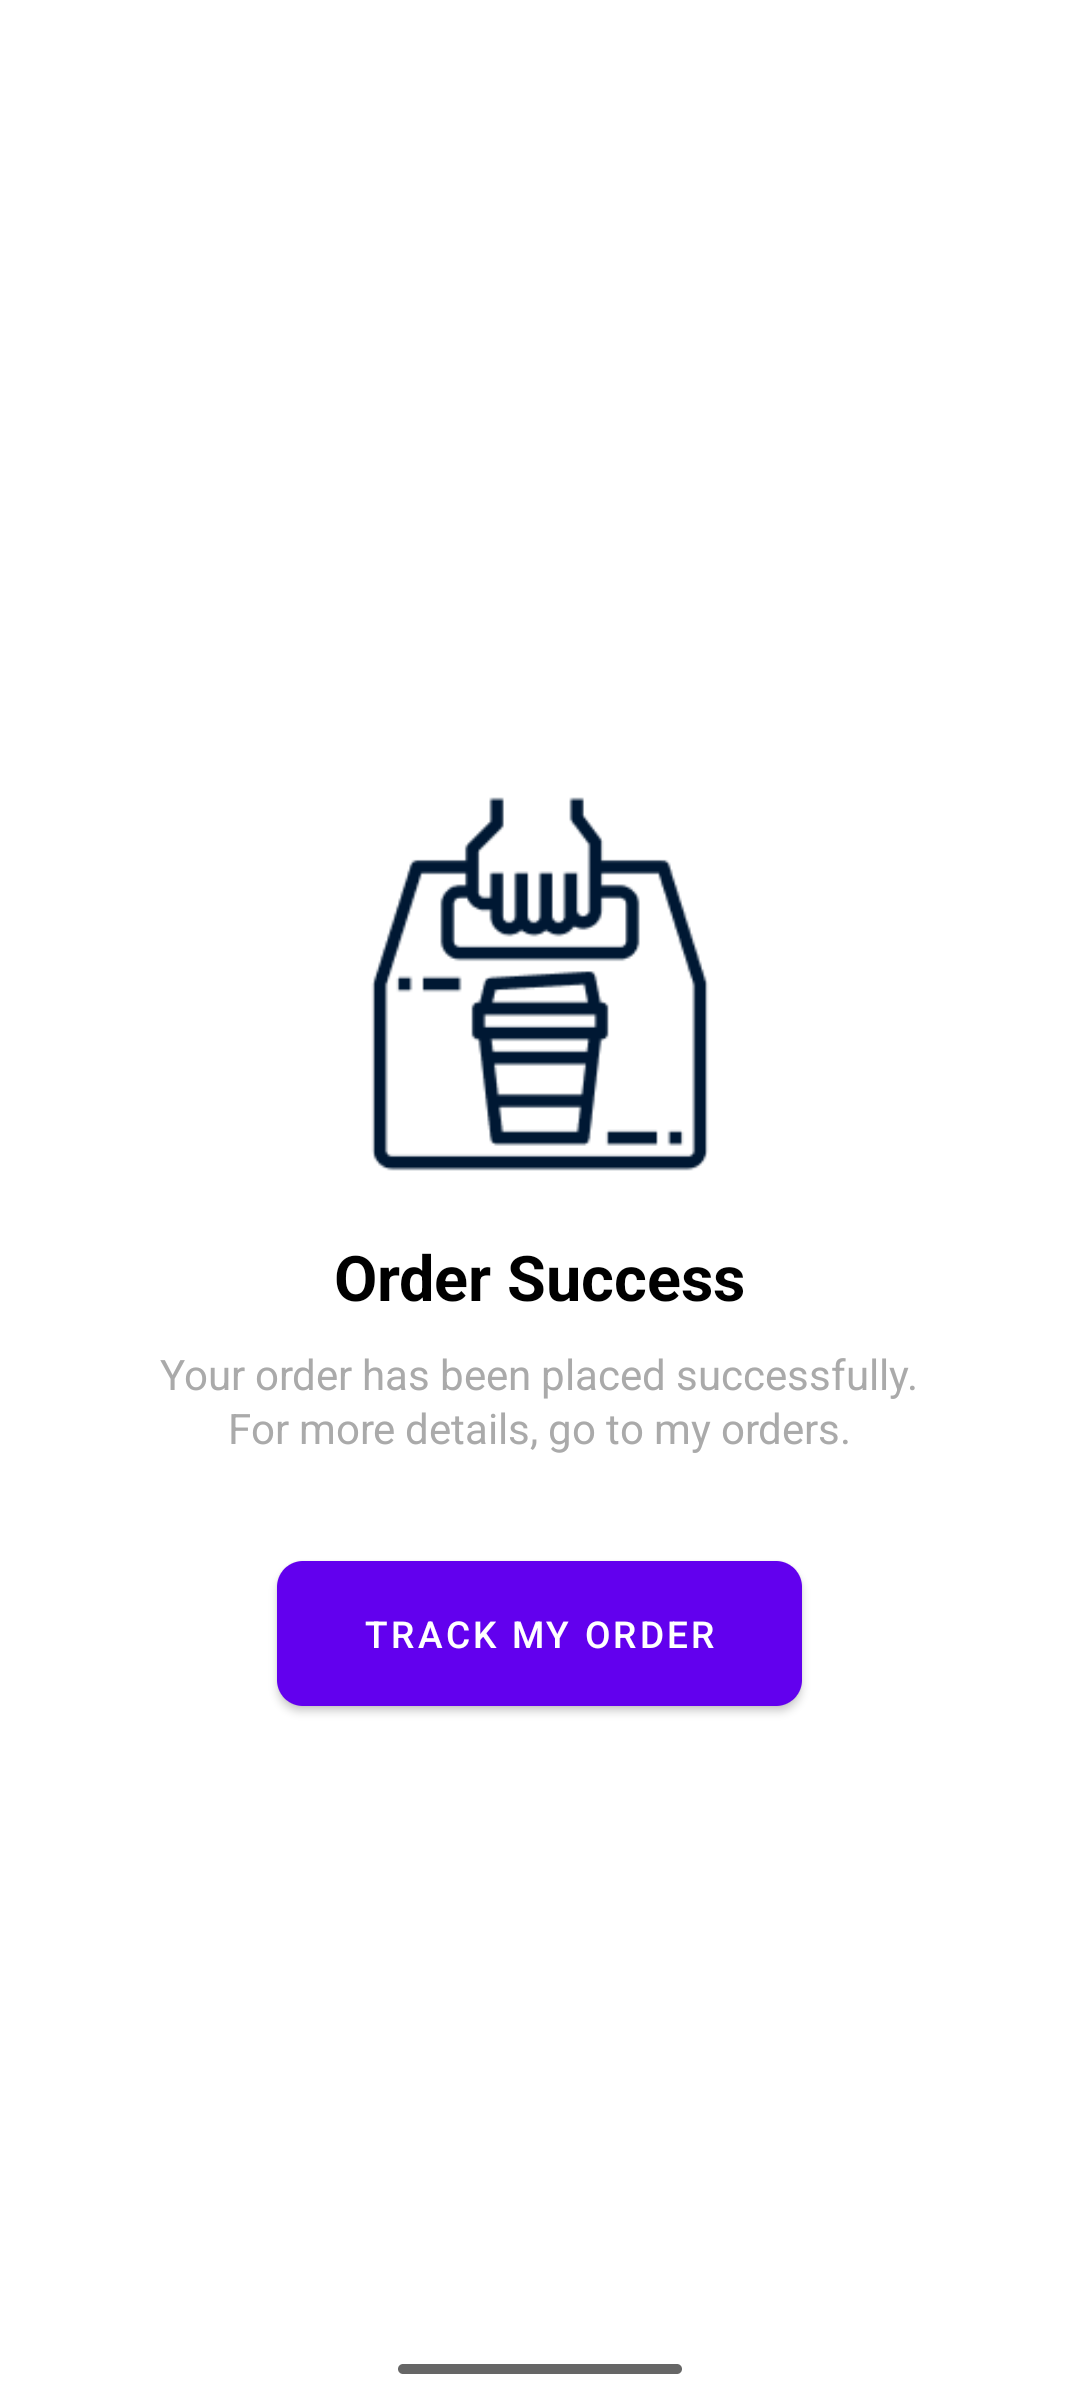 Order Success
Your order has been placed successfully.
For more details, go to my orders.
TRACK MY ORDER